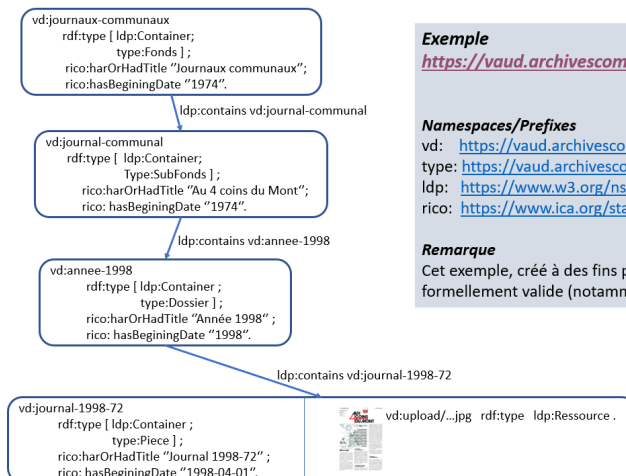 vd:journaux-communaux
rdf:type [ ldp:Container;
type:Fonds ] ;
rico:harOrHadTitle ‘’Journaux communaux‘’;
rico:hasBeginingDate ‘’1974‘’.
ldp:contains vd:journal-communal
vd:journal-communal
rdf:type [ ldp:Container;
Type:SubFonds ] ;
rico:harOrHadTitle ‘’Au 4 coins du Mont‘’;
rico: hasBeginingDate ‘’1974‘’.
ldp:contains vd:annee-1998
vd:annee-1998
rdf:type [ ldp:Container ;
type:Dossier ] ;
rico:harOrHadTitle ‘’Année 1998‘’ ;
rico: hasBeginingDate ‘’1998‘’.
ldp:contains vd:journal-1998-72
vd:journal-1998-72
rdf:type [ ldp:Container ;
type:Piece ] ;
rico:harOrHadTitle ‘’Journal 1998-72‘’ ;
rico: hasBeginingDate ‘’1998-04-01‘’.
vd:upload/...jpg rdf:type ldp:Ressource .
Exemple
https://vaud.archivescom
Namespaces/Prefixes
vd: https://vaud.archivesco
type: https://vaud.archivesco
ldp: https://www.w3.org/ns
rico: https://www.ica.org/sta
Remarque
Cet exemple, créé à des fins p
formellement valide (notamn